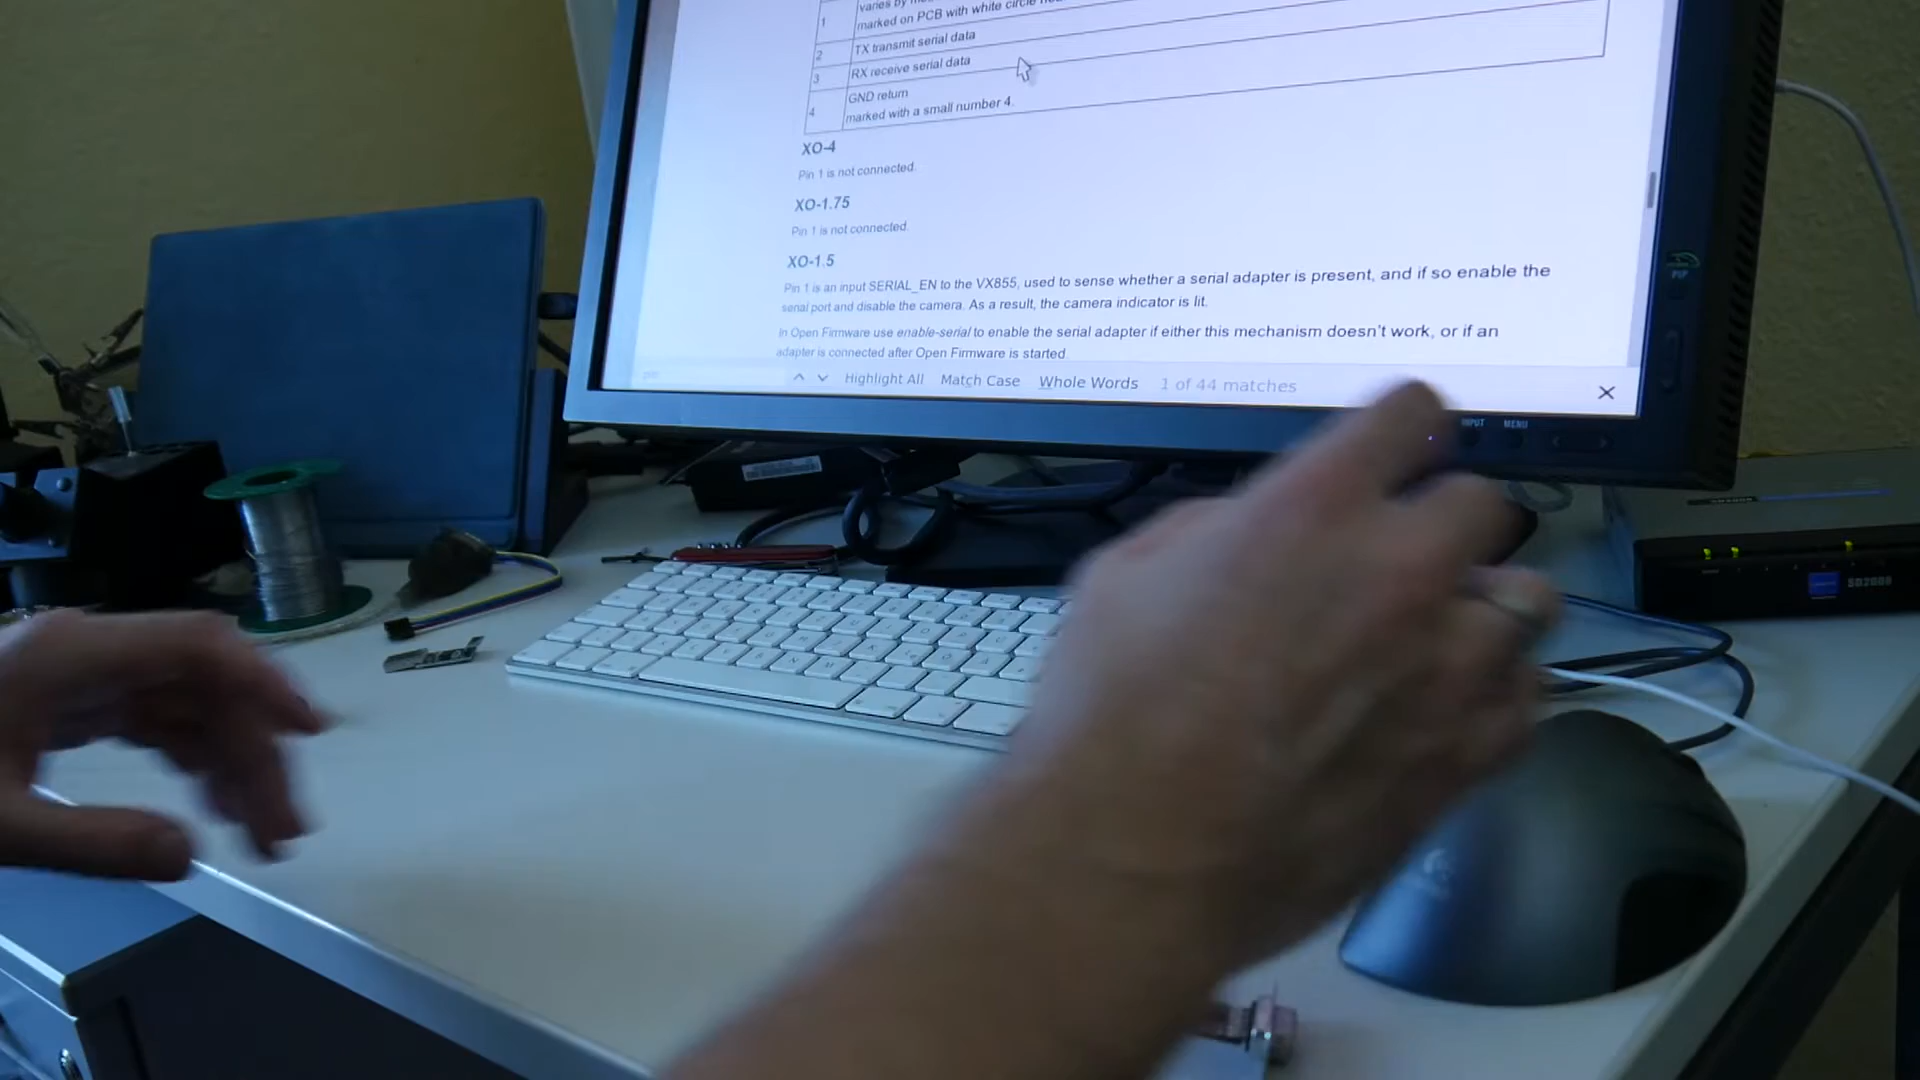 1
varies by
marked on PCB with white circle
2 TX transmit serial data
3 RX receive serial data
4 GND return
marked with a small number 4.
XO-4
Pin 1 is not connected.
XO-1.75
Pin 1 is not connected.
XO-1.5
Pin 1 is an input SERIAL_EN to the VX855, used to sense whether a serial adapter is present, and if so enable the
serial port and disable the camera. As a result, the camera indicator is lit.
In Open Firmware use enable-serial to enable the serial adapter if either this mechanism doesn't work, or if an
adapter is connected after Open Firmware is started
Highlight All Match Case Whole Words 1 of 44 matches
PIP
INPUT MENU